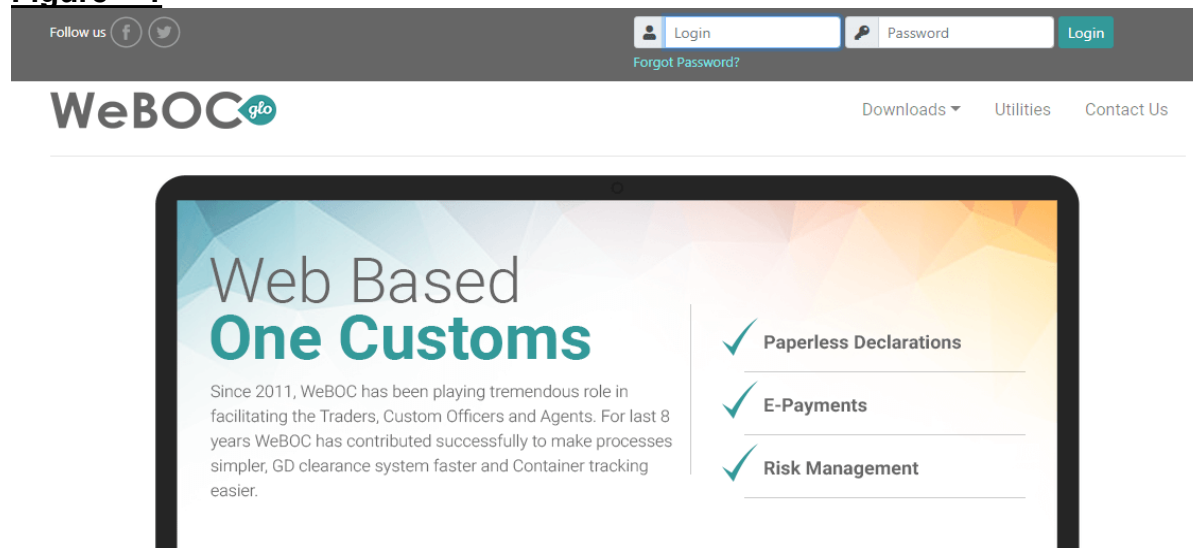 Follow us
Login
Password
Login
Forgot Password?
WeBOC glo
Downloads
Utilities
Contact Us
Web Based
One Customs
Since 2011, WeBOC has been playing tremendous role in
facilitating the Traders, Custom Officers and Agents. For last 8
years WeBOC has contributed successfully to make processes
simpler, GD clearance system faster and Container tracking
easier.
Paperless Declarations
E-Payments
Risk Management